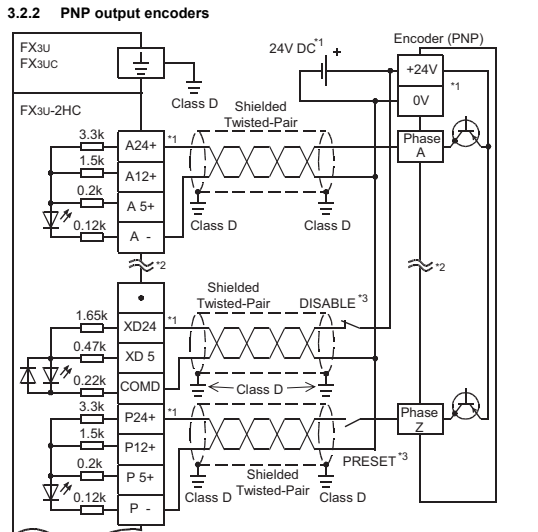 3.2.2 PNP output encoders
FX3U
FX3UC
24V DC*1 +
Encoder (PNP)
+24V
*1
0V
Class D
FX3U-2HC
Shielded
Twisted-Pair
3.3k
A24+
*1
Phase
A
1.5k
A12+
0.2k
A 5+
0.12k
A -
Class D
Class D
*2
*2
Shielded
Twisted-Pair
DISABLE*3
1.65k
XD24
*1
0.47k
XD 5
0.22k
COMD
Class D
3.3k
P24+
*1
Phase
Z
1.5k
P12+
PRESET*3
0.2k
P 5+
Shielded
Twisted-Pair
Class D
Class D
0.12k
P -